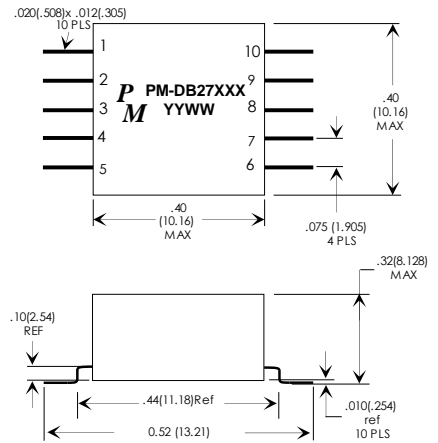 .020(.508)x .012(.305)
10 PLS
1
10
2
9
3
8
4
7
5
6
PM
PM-DB27XXX
YYWW
.40
(10.16)
MAX
.40
(10.16)
MAX
.075 (1.905)
4 PLS
.32(8.128)
MAX
.10(2.54)
REF
.44(11.18)Ref
.010(.254)
ref
10 PLS
0.52 (13.21)